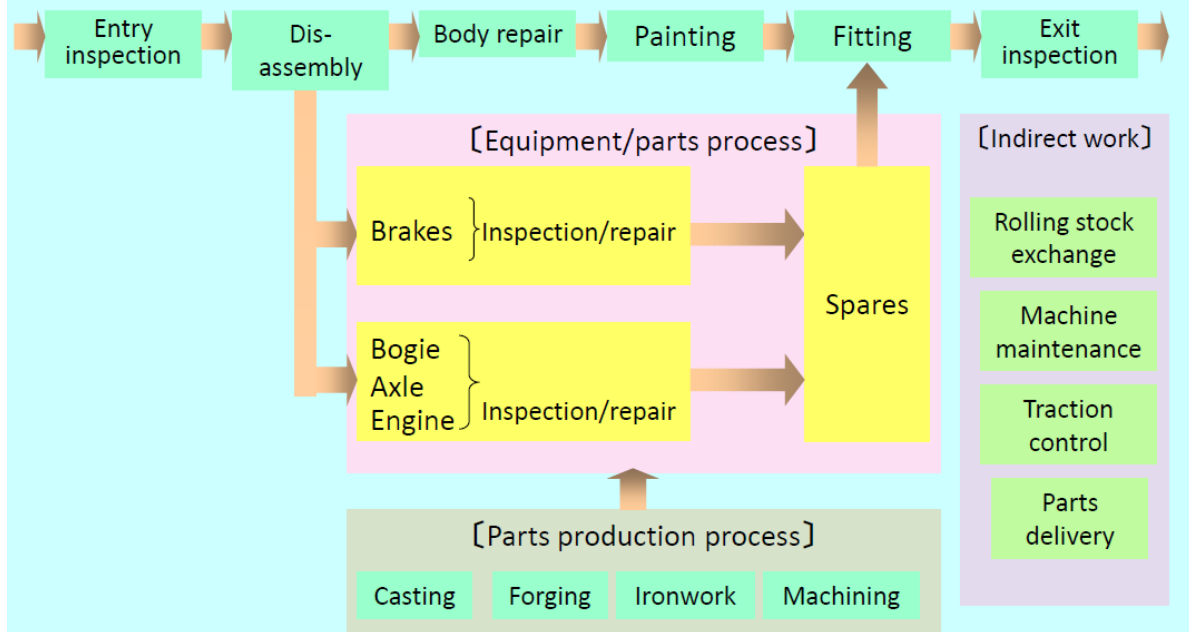 Entry
inspection
Dis-
assembly
Body repair
Painting
Fitting
Exit
inspection
〔Equipment/parts process〕
Brakes
Inspection/repair
Bogie
Axle
Engine
Inspection/repair
Spares
〔Indirect work〕
Rolling stock
exchange
Machine
maintenance
Traction
control
Parts
delivery
〔Parts production process〕
Casting
Forging
Ironwork
Machining